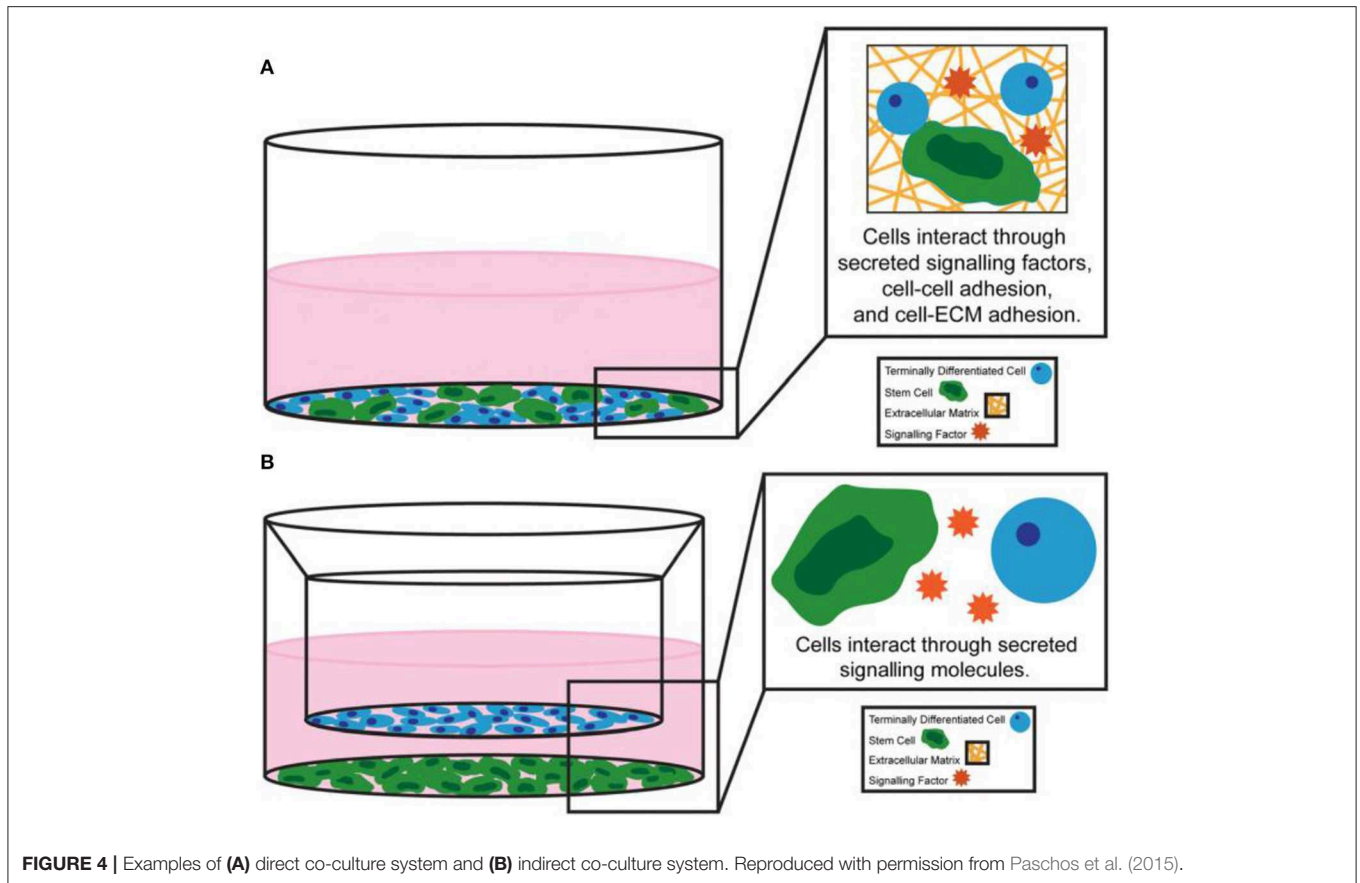 A
Cells interact through
secreted signalling factors,
cell-cell adhesion,
and cell-ECM adhesion.
Terminally Differentiated Cell
Stem Cell
Extracellular Matrix
Signalling Factor
B
Cells interact through secreted
signalling molecules.
Terminally Differentiated Cell
Stem Cell
Extracellular Matrix
Signalling Factor
FIGURE 4 | Examples of (A) direct co-culture system and (B) indirect co-culture system. Reproduced with permission from Paschos et al. (2015).